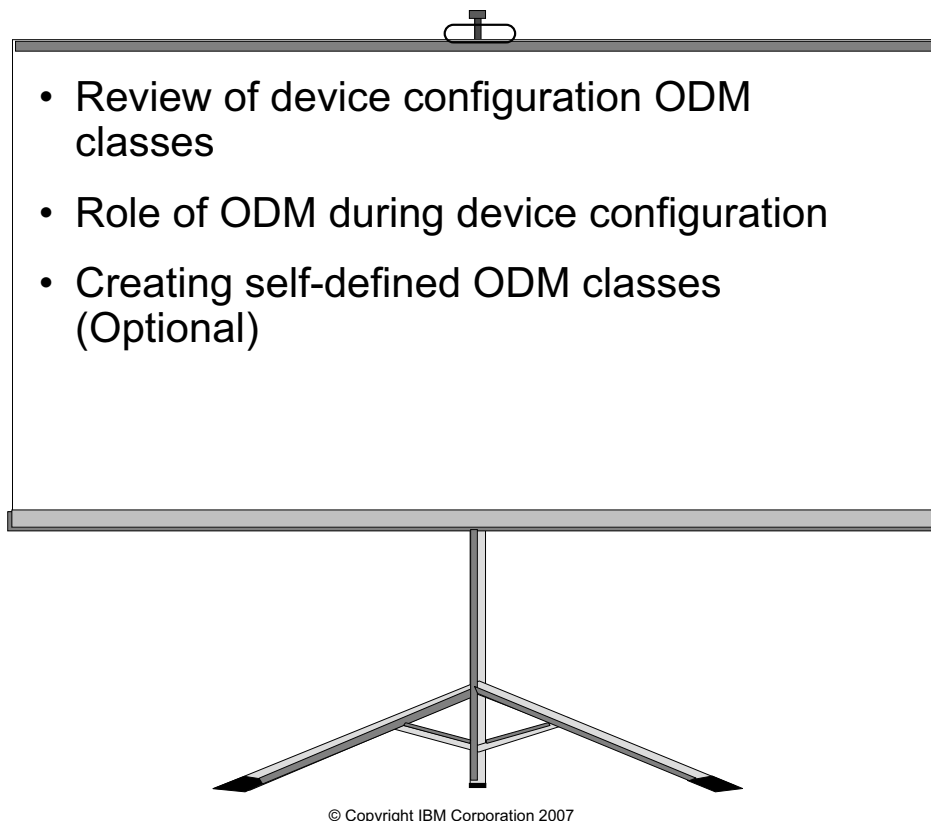 • Review of device configuration ODM
classes
• Role of ODM during device configuration
• Creating self-defined ODM classes
(Optional)
© Copyright IBM Corporation 2007